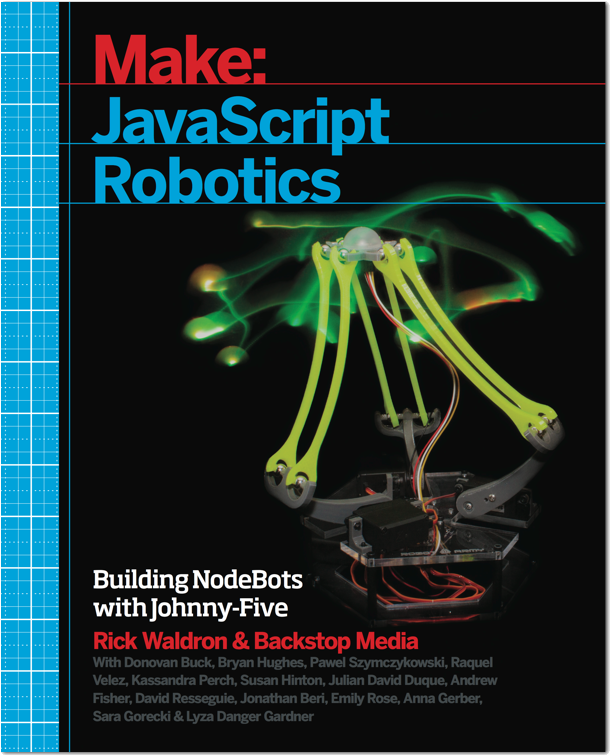 Make:
JavaScript
Robotics
Building NodeBots
with Johnny-Five
Rick Waldron & Backstop Media
With Donovan Buck, Bryan Hughes, Pawel Szymczykowski, Raquel
Velez, Kassandra Perch, Susan Hinton, Julian David Duque, Andrew
Fisher, David Resseguie, Jonathan Beri, Emily Rose, Anna Gerber,
Sara Gorecki & Lyza Danger Gardner